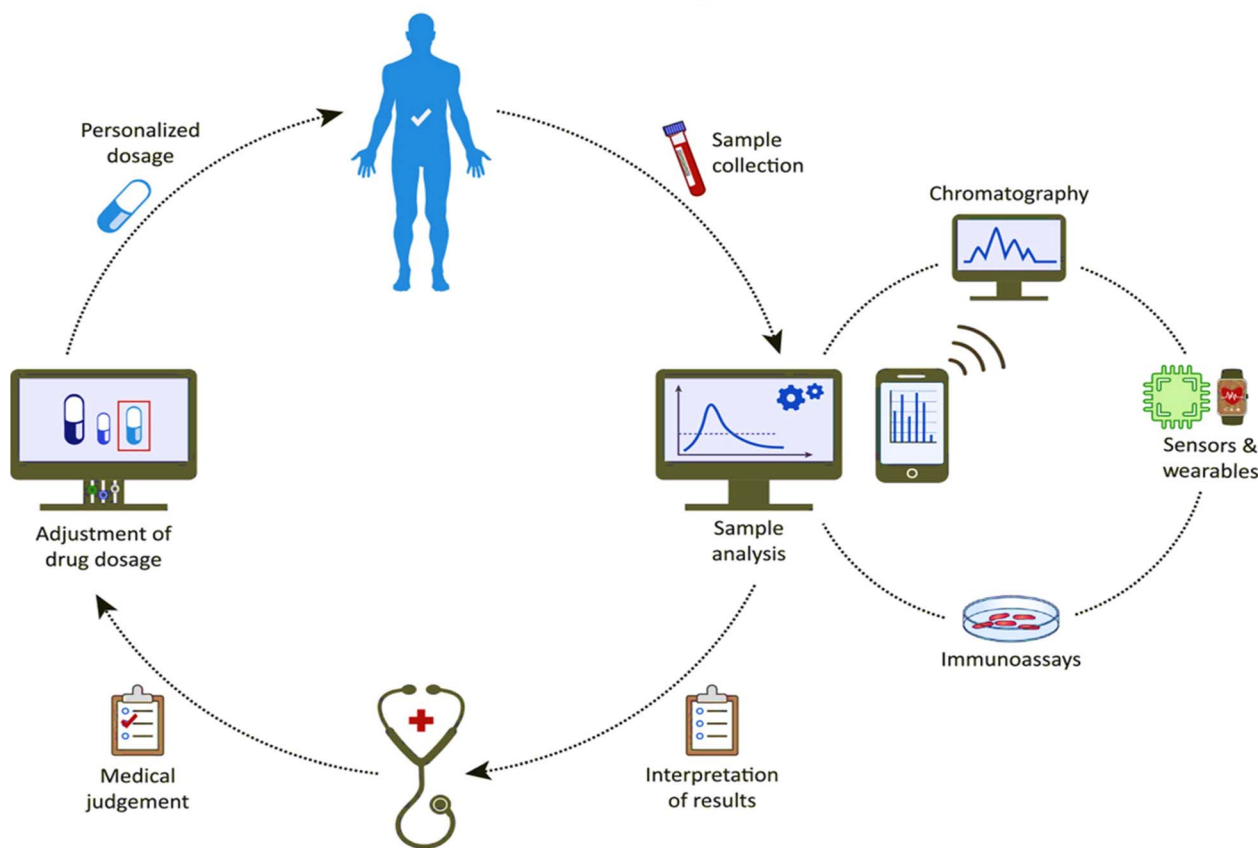 Personalized
dosage
Sample
collection
Chromatography
Sensors &
wearables
Adjustment of
drug dosage
Sample
analysis
Immunoassays
Medical
judgement
Interpretation
of results